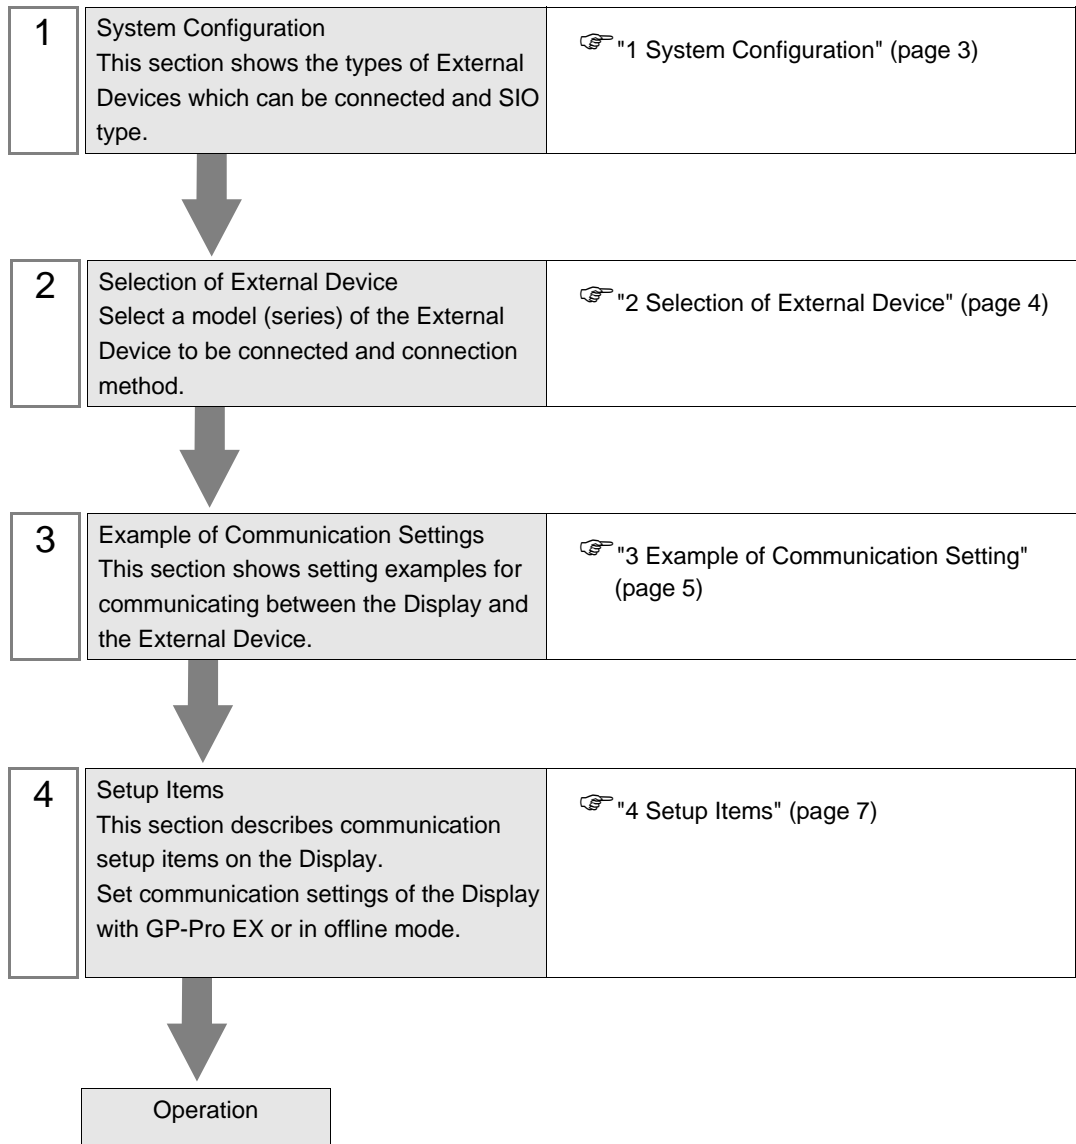 1
System Configuration
This section shows the types of External
Devices which can be connected and SIO
type.
"1 System Configuration" (page 3)
2
Selection of External Device
Select a model (series) of the External
Device to be connected and connection
method.
"2 Selection of External Device" (page 4)
3
Example of Communication Settings
This section shows setting examples for
communicating between the Display and
the External Device.
"3 Example of Communication Setting"
(page 5)
4
Setup Items
This section describes communication
setup items on the Display.
Set communication settings of the Display
with GP-Pro EX or in offline mode.
"4 Setup Items" (page 7)
Operation